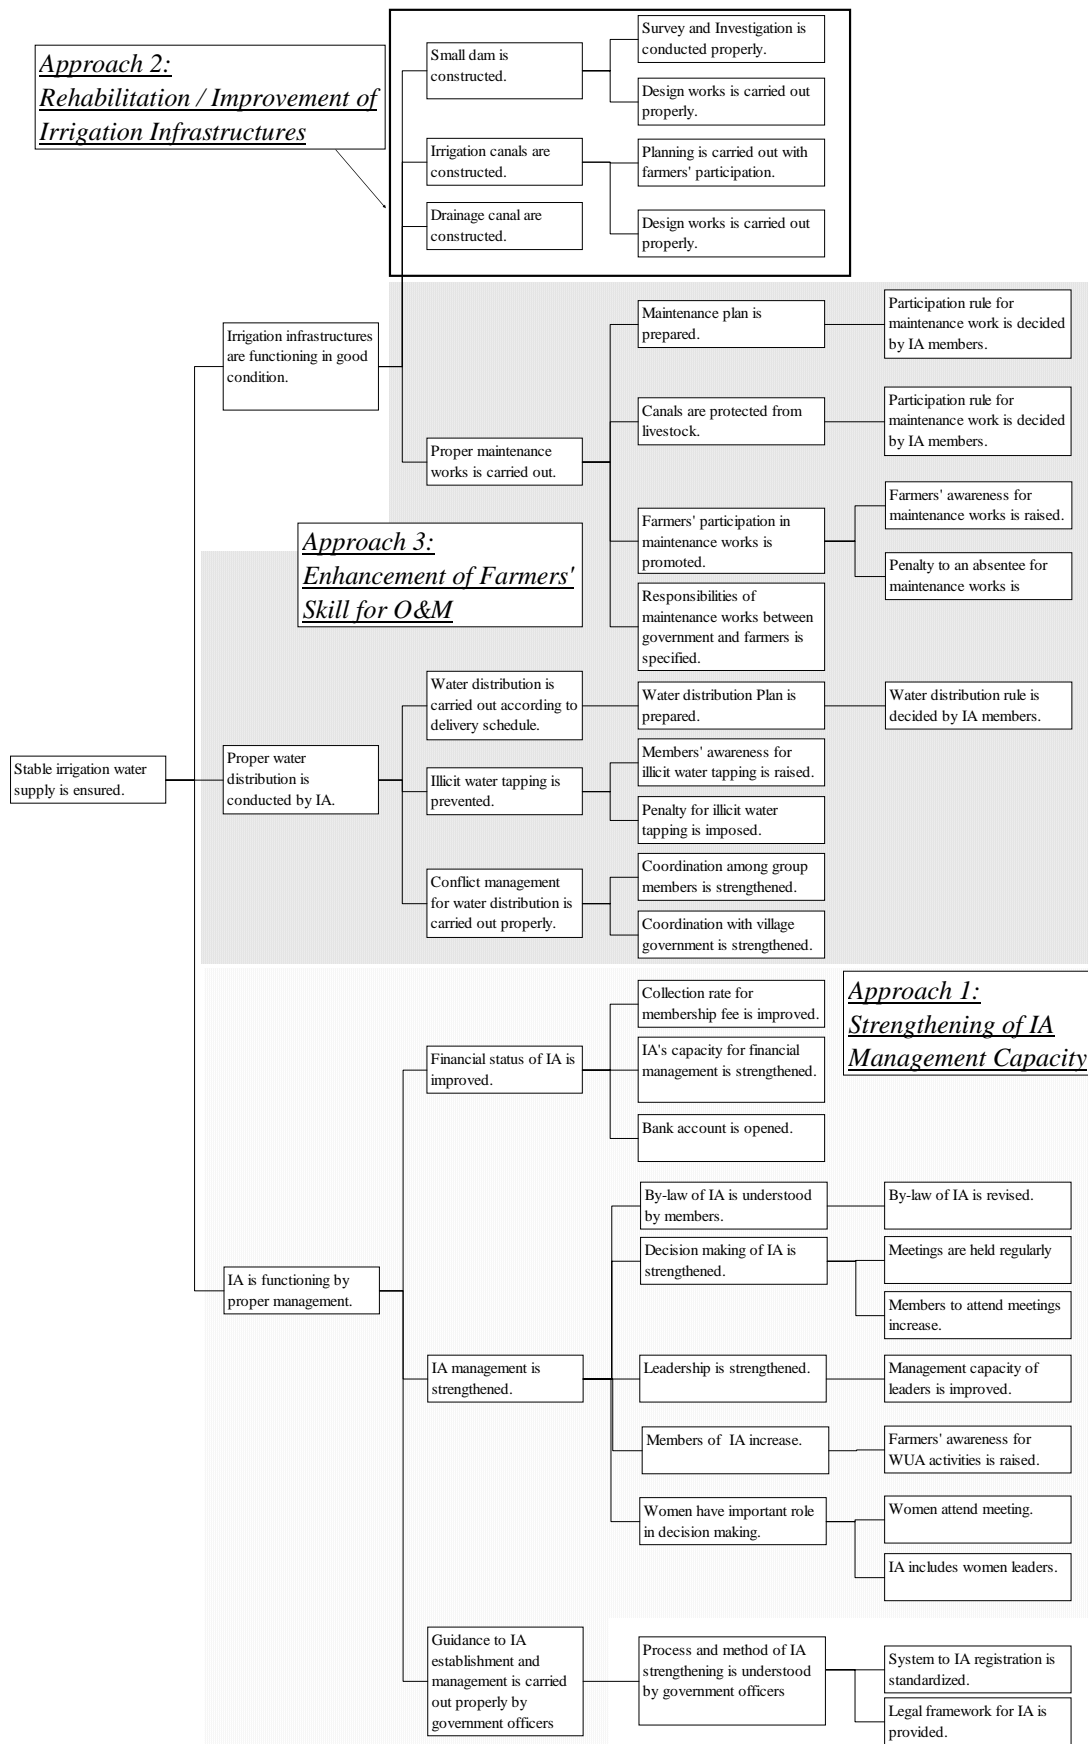 Approach 2:
Rehabilitation / Improvement of
Irrigation Infrastructures
Small dam is
constructed.
Survey and Investigation is
conducted properly.
Design works is carried out
properly.
Irrigation canals are
constructed.
Planning is carried out with
farmers' participation.
Design works is carried out
properly.
Drainage canal are
constructed.
Irrigation infrastructures
are functioning in good
condition.
Proper maintenance
works is carried out.
Maintenance plan is
prepared.
Participation rule for
maintenance work is decided
by IA members.
Canals are protected from
livestock.
Participation rule for
maintenance work is decided
by IA members.
Farmers' participation in
maintenance works is
promoted.
Farmers' awareness for
maintenance works is raised.
Penalty to an absentee for
maintenance works is
Responsibilities of
maintenance works between
government and farmers is
specified.
Approach 3:
Enhancement of Farmers'
Skill for O&M
Stable irrigation water
supply is ensured.
Proper water
distribution is
conducted by IA.
Water distribution is
carried out according to
delivery schedule.
Water distribution Plan is
prepared.
Water distribution rule is
decided by IA members.
Illicit water tapping is
prevented.
Members' awareness for
illicit water tapping is raised.
Penalty for illicit water
tapping is imposed.
Conflict management
for water distribution is
carried out properly.
Coordination among group
members is strengthened.
Coordination with village
government is strengthened.
Approach 1:
Strengthening of IA
Management Capacity
IA is functioning by
proper management.
Financial status of IA is
improved.
Collection rate for
membership fee is improved.
IA's capacity for financial
management is strengthened.
Bank account is opened.
IA management is
strengthened.
By-law of IA is understood
by members.
By-law of IA is revised.
Decision making of IA is
strengthened.
Meetings are held regularly
Members to attend meetings
increase.
Leadership is strengthened.
Management capacity of
leaders is improved.
Members of  IA increase.
Farmers' awareness for
WUA activities is raised.
Women have important role
in decision making.
Women attend meeting.
IA includes women leaders.
Guidance to IA
establishment and
management is carried
out properly by
government officers
Process and method of IA
strengthening is understood
by government officers
System to IA registration is
standardized.
Legal framework for IA is
provided.